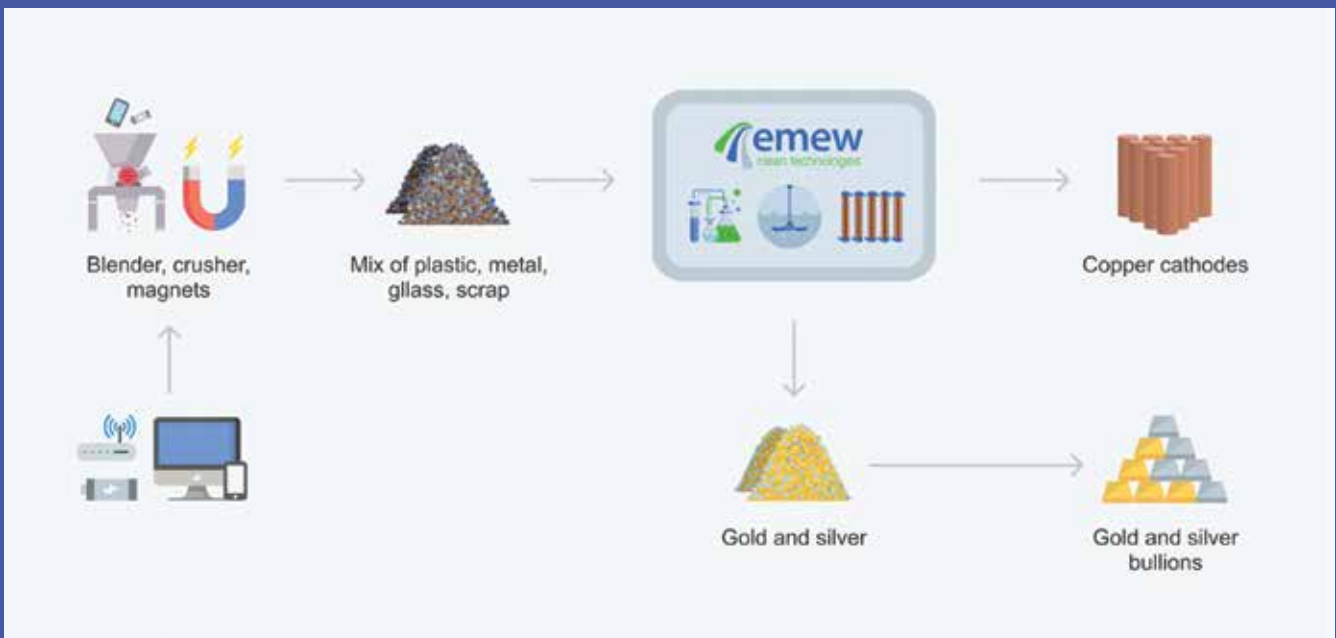 emew
clean technologies
Blender, crusher,
magnets
Mix of plastic, metal,
gllass, scrap
Copper cathodes
Gold and silver
Gold and silver
bullions